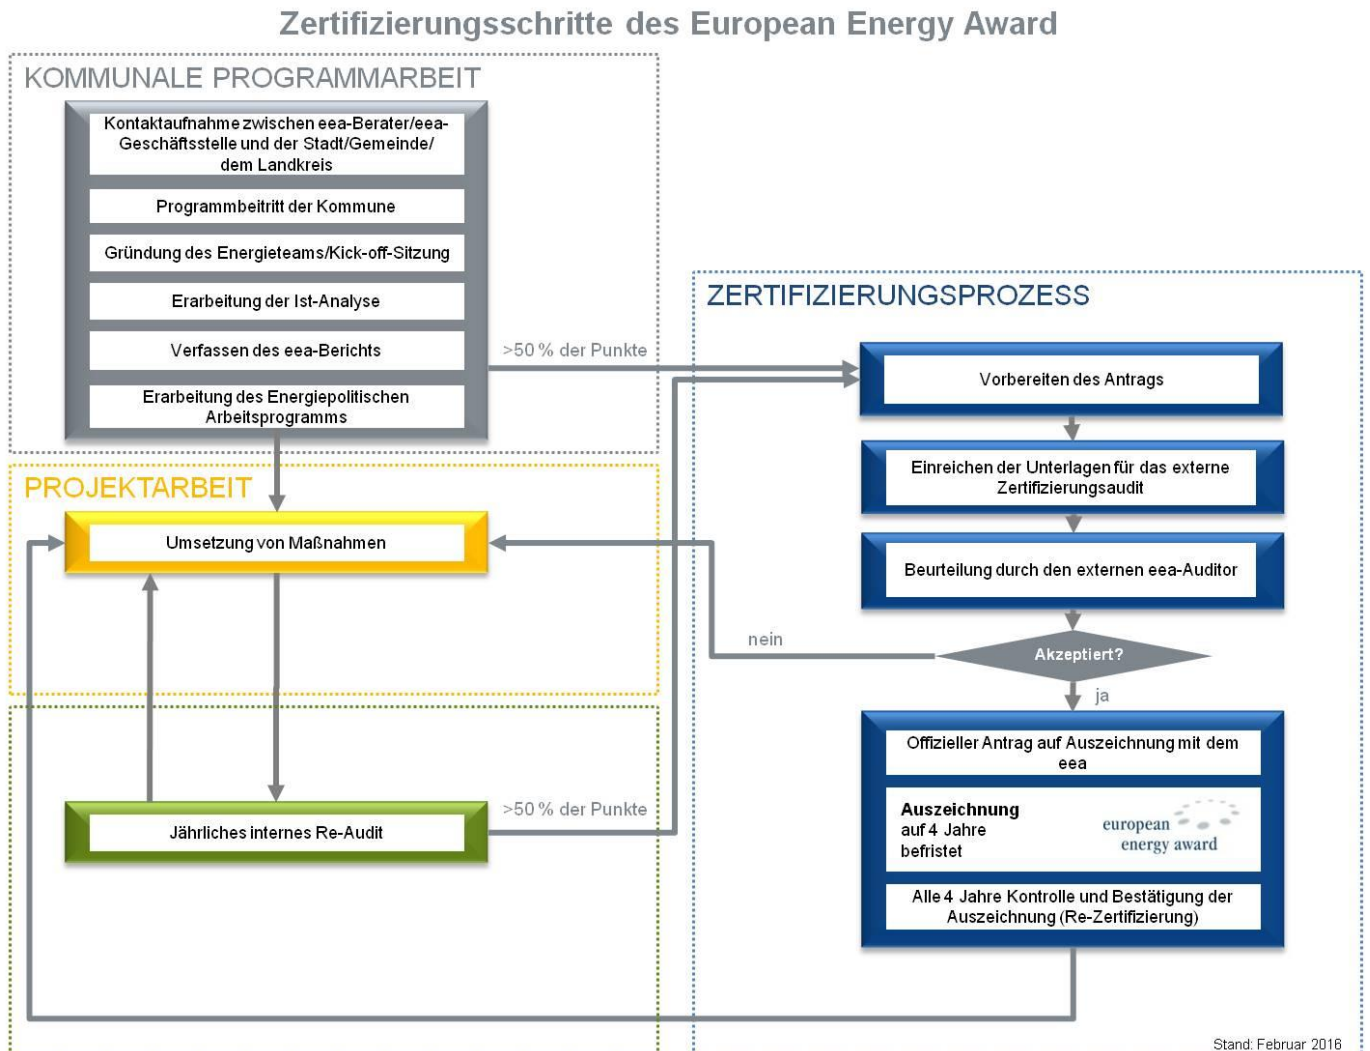 Zertifizierungsschritte des European Energy Award
KOMMUNALE PROGRAMMARBEIT
Kontaktaufnahme zwischen eea-Berater/eea-
Geschäftsstelle und der Stadt/Gemeinde/
dem Landkreis
Programmbeitritt der Kommune
Gründung des Energieteams/Kick-off-Sitzung
Erarbeitung der Ist-Analyse
Verfassen des eea-Berichts
Erarbeitung des Energiepolitischen
Arbeitsprogramms
>50 % der Punkte
PROJEKTARBEIT
Umsetzung von Maßnahmen
Jährliches internes Re-Audit
>50 % der Punkte
ZERTIFIZIERUNGSPROZESS
Vorbereiten des Antrags
Einreichen der Unterlagen für das externe
Zertifizierungsaudit
Beurteilung durch den externen eea-Auditor
Akzeptiert?
nein
ja
Offizieller Antrag auf Auszeichnung mit dem
eea
Auszeichnung
auf 4 Jahre
befristet
european
energy award
Alle 4 Jahre Kontrolle und Bestätigung der
Auszeichnung (Re-Zertifizierung)
Stand: Februar 2016